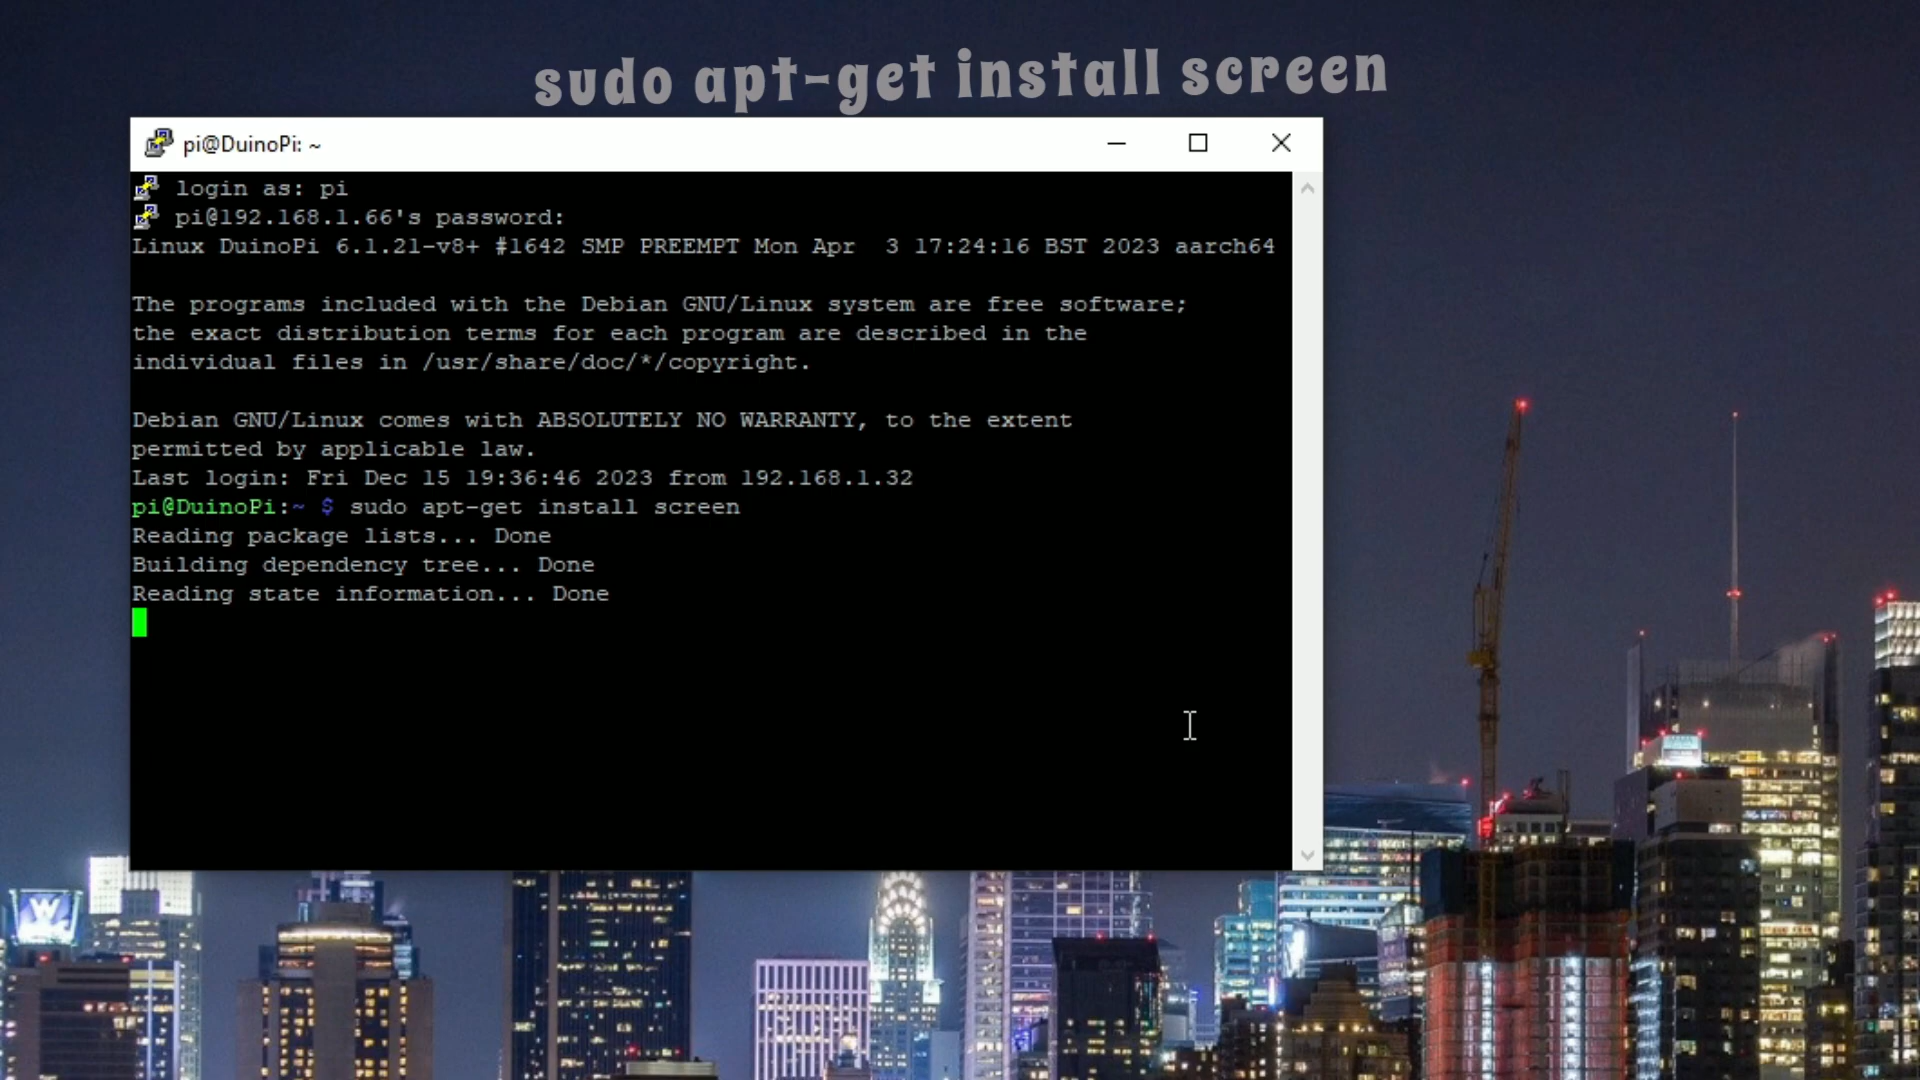 sudo apt-get install screen
pi@DuinoPi: ~
login as: pi
pi@192.168.1.66's password:
Linux DuinoPi 6.1.21-v8+ #1642 SMP PREEMPT Mon Apr  3 17:24:16 BST 2023 aarch64
The programs included with the Debian GNU/Linux system are free software;
the exact distribution terms for each program are described in the
individual files in /usr/share/doc/*/copyright.
Debian GNU/Linux comes with ABSOLUTELY NO WARRANTY, to the extent
permitted by applicable law.
Last login: Fri Dec 15 19:36:46 2023 from 192.168.1.32
pi@DuinoPi:~ $ sudo apt-get install screen
Reading package lists... Done
Building dependency tree... Done
Reading state information... Done
W